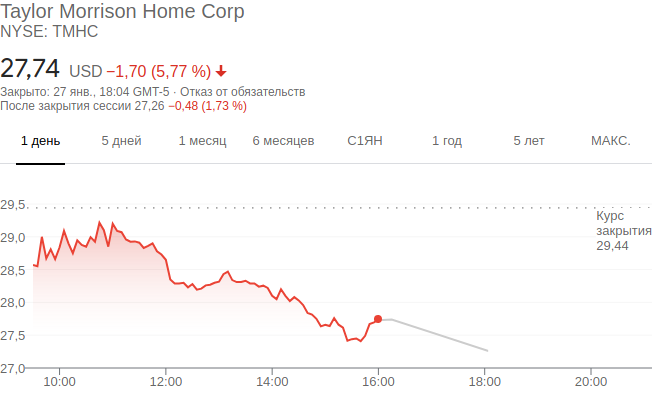 Taylor Morrison Home Corp
NYSE: TMHC
27,74 USD −1,70 (5,77 %)
Закрыто: 27 янв., 18:04 GMT-5 · Отказ от обязательств
После закрытия сессии 27,26 −0,48 (1,73 %)
1 день 5 дней 1 месяц 6 месяцев С1ЯН 1 год 5 лет МАКС.
29,5
Курс
закрытия
29,44
29,0
28,5
28,0
27,5
27,0
10:00 12:00 14:00 16:00 18:00 20:00